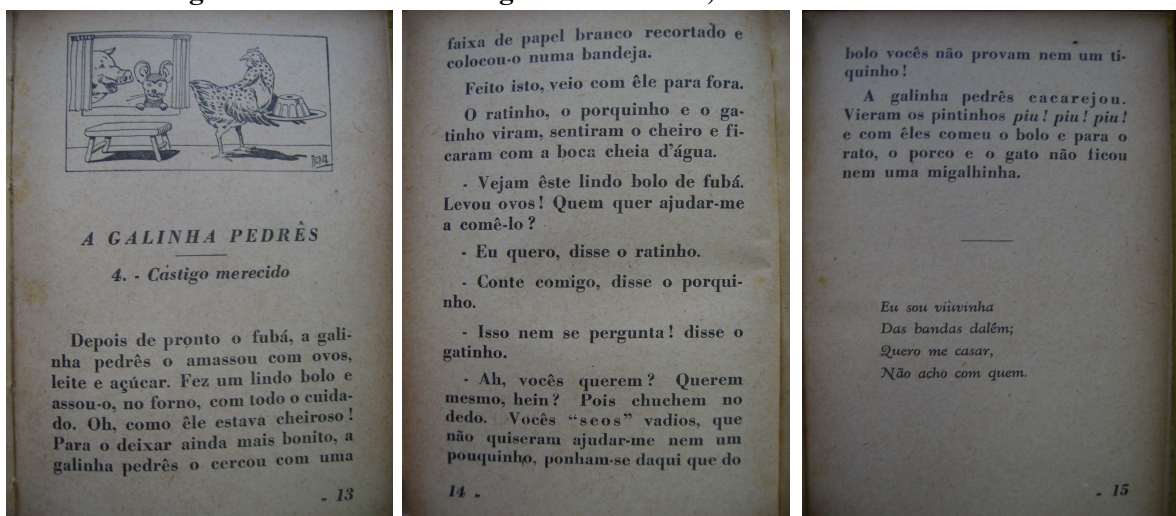 A GALINHA PEDRÊS
4. - Castigo merecido
Depois de pronto o fubá, a gali-
nha pedrês o amassou com ovos,
leite e açúcar. Fez um lindo bolo e
assou-o, no forno, com todo o cuida-
do. Oh, como êle estava cheiroso!
Para o deixar ainda mais bonito, a
galinha pedrês o cercou com uma
- 13
faixa de papel branco recortado e
colocou-o numa bandeja.
Feito isto, veio com êle para fora.
O ratinho, o porquinho e o ga-
tinho viram, sentiram o cheiro e fi-
caram com a boca cheia d'água.
- Vejam êste lindo bolo de fubá.
Levou ovos! Quem quer ajudar-me
a comê-lo?
- Eu quero, disse o ratinho.
- Conte comigo, disse o porqui-
nho.
- Isso nem se pergunta! disse o
gatinho.
- Ah, vocês querem? Querem
mesmo, hein? Pois chuchem no
dedo. Vocês "seos" vadios, que
não quiseram ajudar-me nem um
pouquinho, ponham-se daqui que do
14 -
bolo vocês não provam nem um ti-
quinho!
A galinha pedrês cacarejou.
Vieram os pintinhos piu! piu! piu!
e com êles comeu o bolo e para o
rato, o porco e o gato não ficou
nem uma migalhinha.
Eu sou viùvinha
Das bandas dalém;
Quero me casar,
Não acho com quem.
- 15